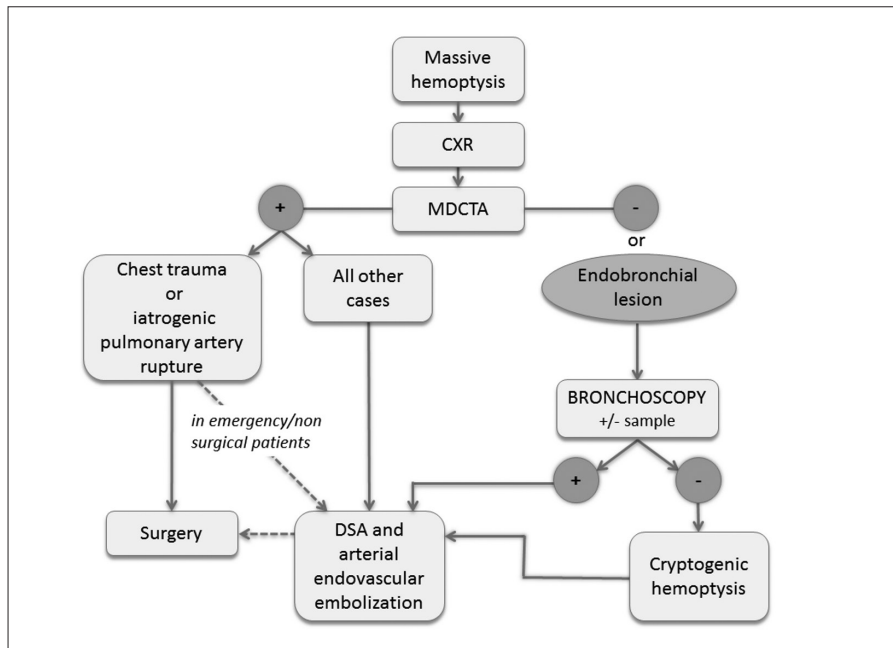 Massive
hemoptysis
CXR
MDCTA
+
-
or
Chest trauma
or
iatrogenic
pulmonary artery
rupture
All other
cases
Endobronchial
lesion
in emergency/non
surgical patients
BRONCHOSCOPY
+/- sample
+
-
Surgery
DSA and
arterial
endovascular
embolization
Cryptogenic
hemoptysis